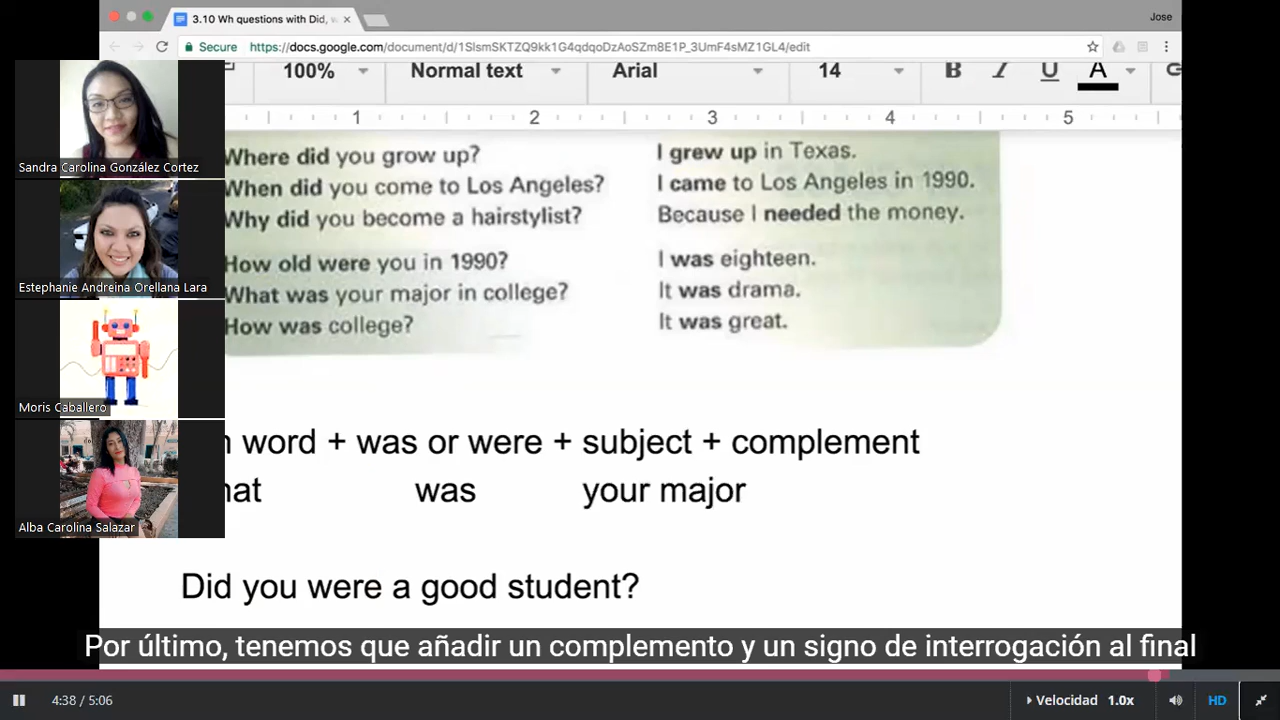 3.10 Wh questions with Did, w
Jose
Secure https://docs.google.com/document/d/1SlsmSKTZQ9kk1G4qdqoDzAoSZm8E1P_3UmF4sMZ1GL4/edit
100% Normal text Arial 14 B I U A
1 2 3 4 5
Where did you grow up? I grew up in Texas.
When did you come to Los Angeles? I came to Los Angeles in 1990.
Why did you become a hairstylist? Because I needed the money.
How old were you in 1990? I was eighteen.
What was your major in college? It was drama.
How was college? It was great.
word + was or were + subject + complement
hat was your major
Did you were a good student?
Sandra Carolina González Cortez
Estephanie Andreina Orellana Lara
Moris Caballero
Alba Carolina Salazar
Por último, tenemos que añadir un complemento y un signo de interrogación al final
4:38 / 5:06
Velocidad 1.0x
HD